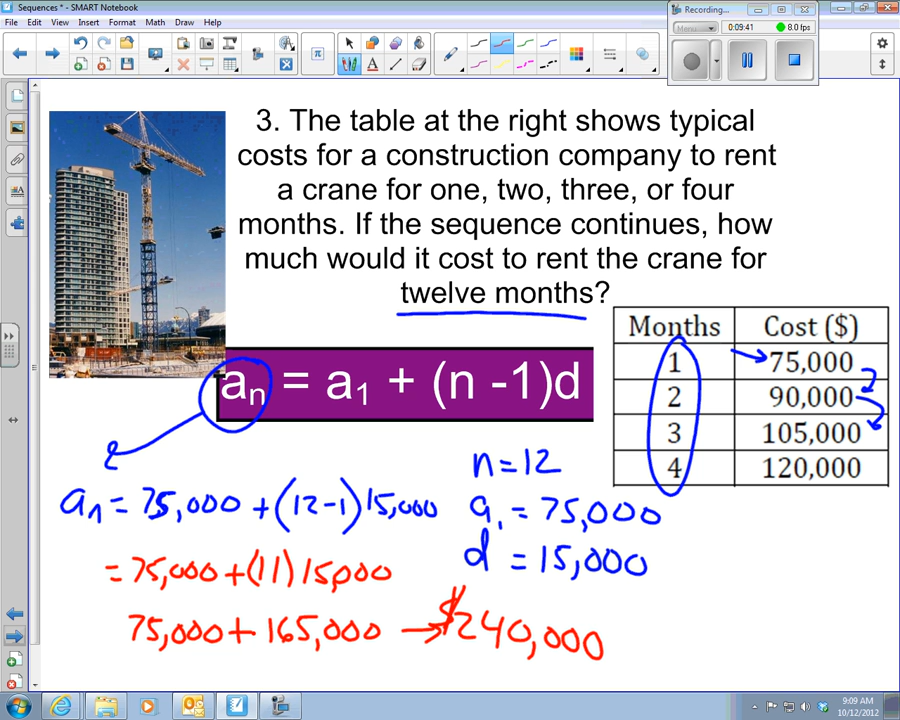 Sequences * - SMART Notebook
Recording...
File Edit View Insert Format Math Draw Help
Menu
0:09:41
8.0 fps
3. The table at the right shows typical
costs for a construction company to rent
a crane for one, two, three, or four
months. If the sequence continues, how
much would it cost to rent the crane for
twelve months?
Months Cost ($)
1 75,000
2 90,000
3 105,000
4 120,000
aₙ = a₁ + (n -1)d
n = 12
a₁ = 75,000
d = 15,000
aₙ = 75,000 + (12-1) 15,000
= 75,000 + (11) 15,000
75,000 + 165,000 → $240,000
9:09 AM
10/12/2012